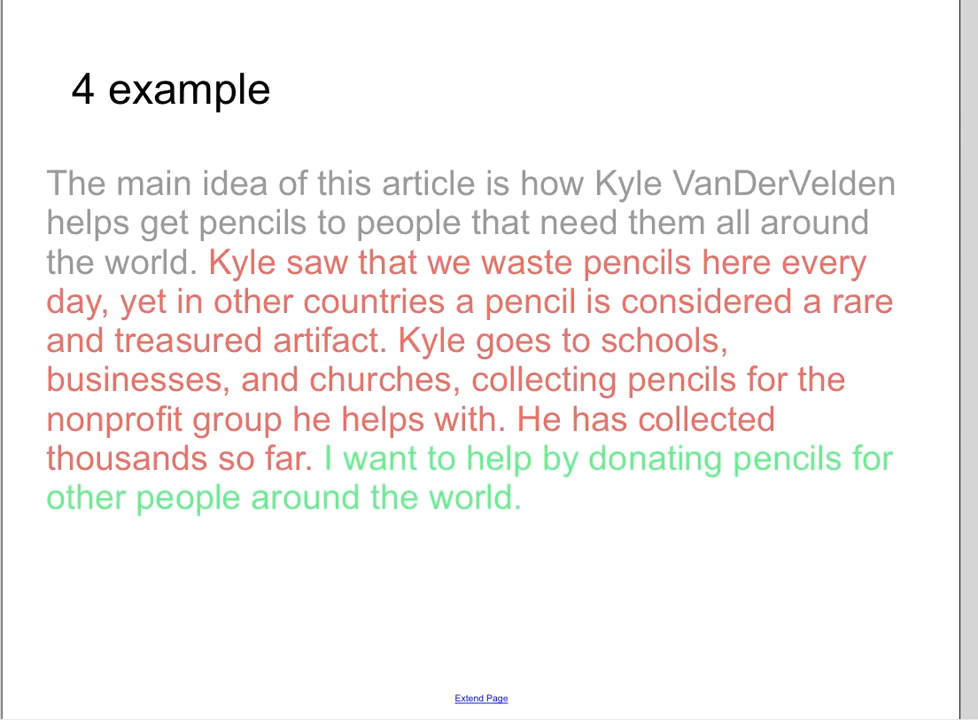 4 example
The main idea of this article is how Kyle VanDerVelden
helps get pencils to people that need them all around
the world. Kyle saw that we waste pencils here every
day, yet in other countries a pencil is considered a rare
and treasured artifact. Kyle goes to schools,
businesses, and churches, collecting pencils for the
nonprofit group he helps with. He has collected
thousands so far. I want to help by donating pencils for
other people around the world.
Extend Page